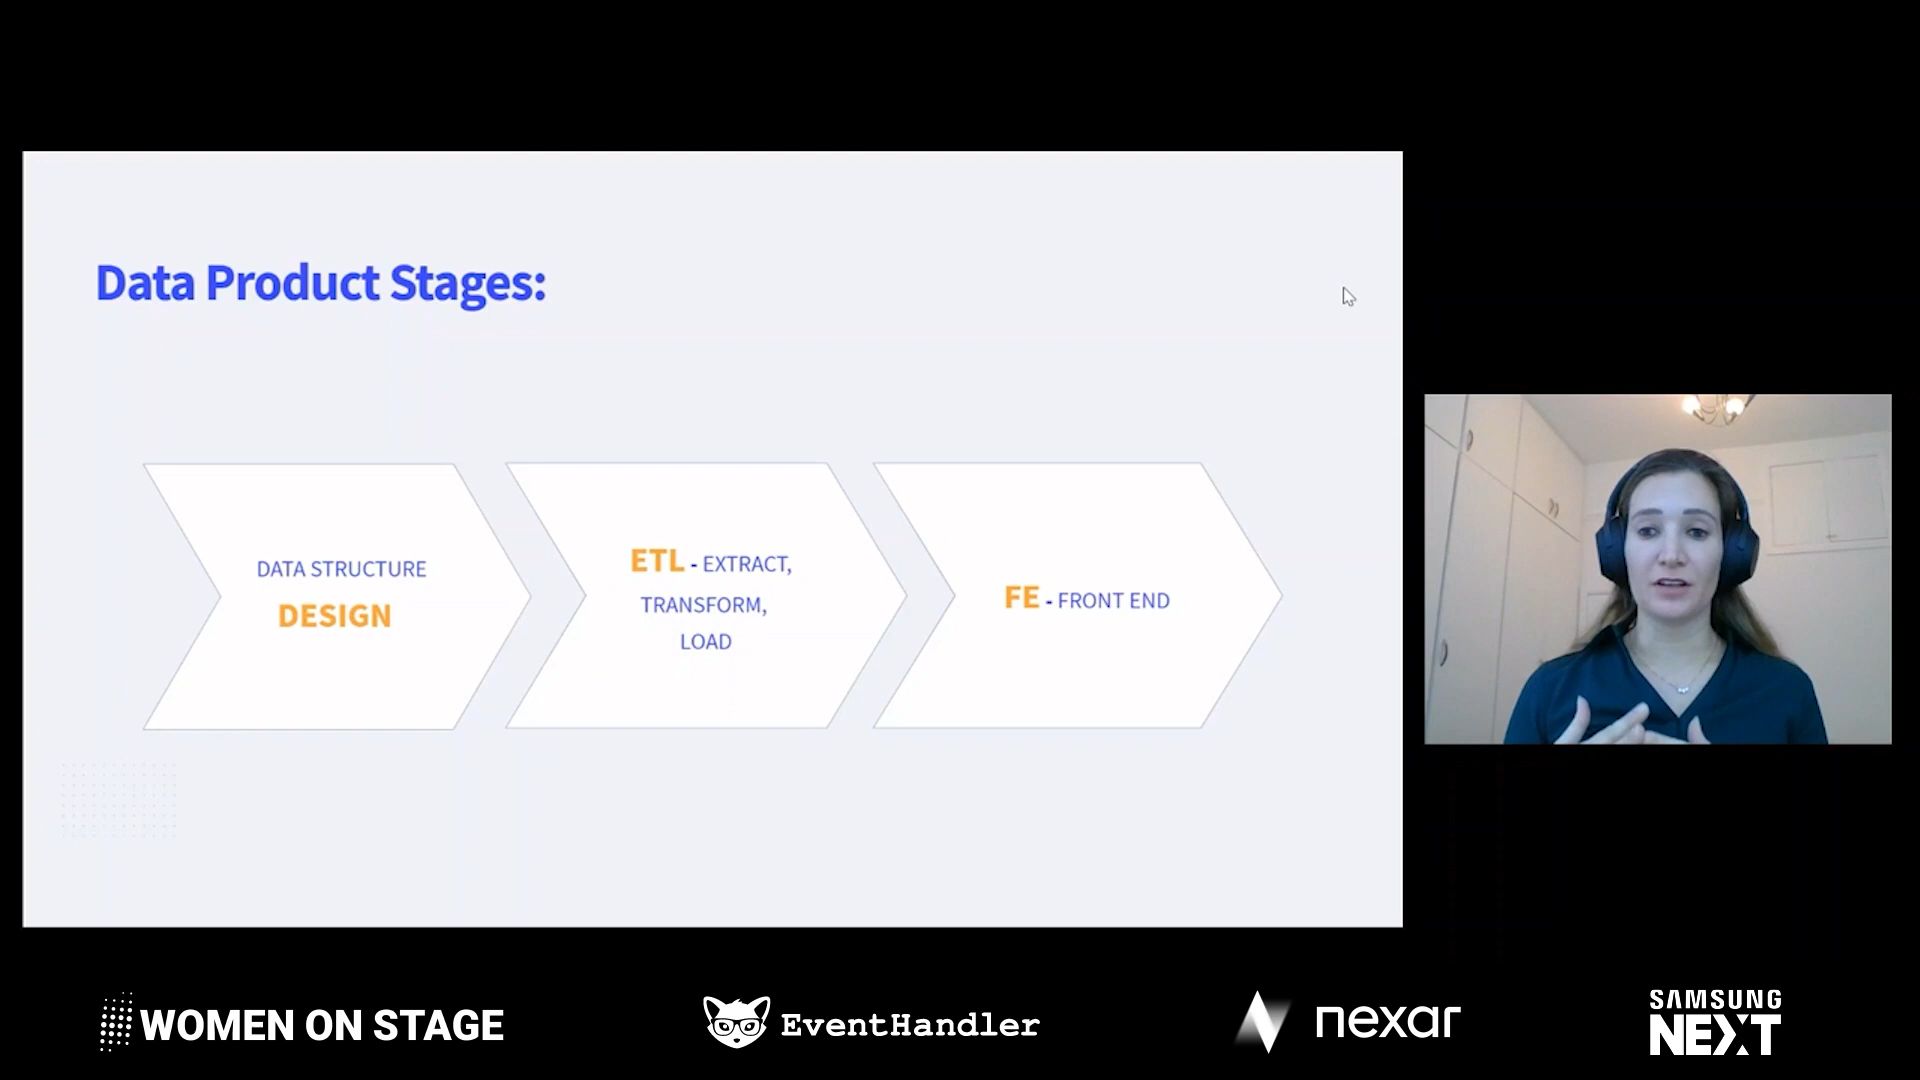 Data Product Stages:
DATA STRUCTURE
DESIGN
ETL - EXTRACT,
TRANSFORM,
LOAD
FE - FRONT END
WOMEN ON STAGE
EventHandler
nexar
SAMSUNG
NEXT